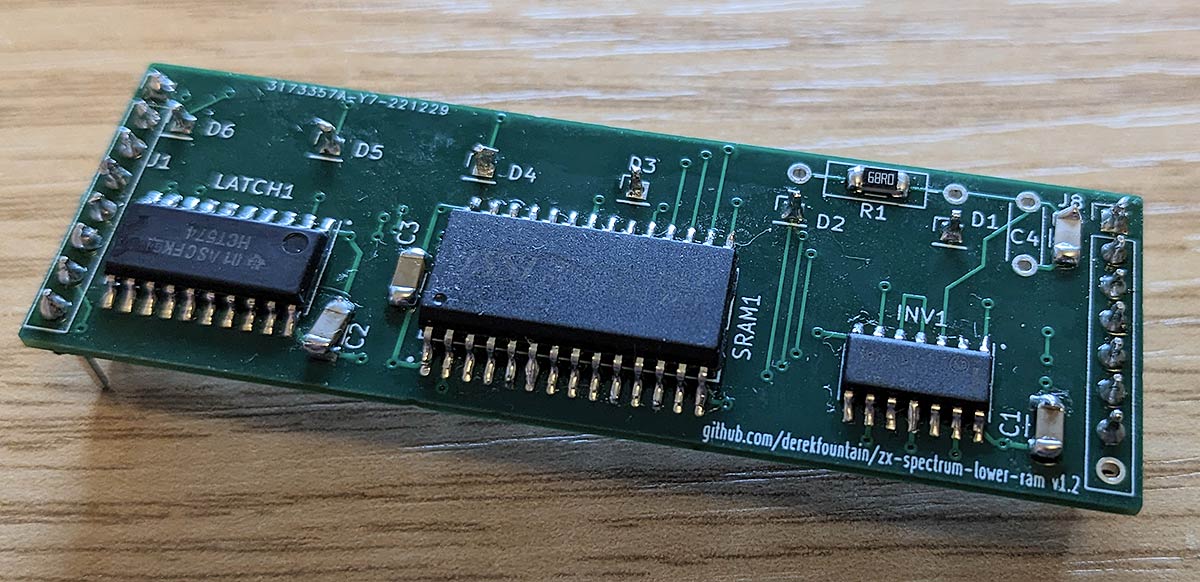 3173357A-Y7-221229
D6
D5
D4
D3
D2
D1
J1
LATCH1
HCT574
C3
C2
SRAM1
68R0
R1
C4
J8
INV1
C1
github.com/derekfountain/zx-spectrum-lower-ram v1.2